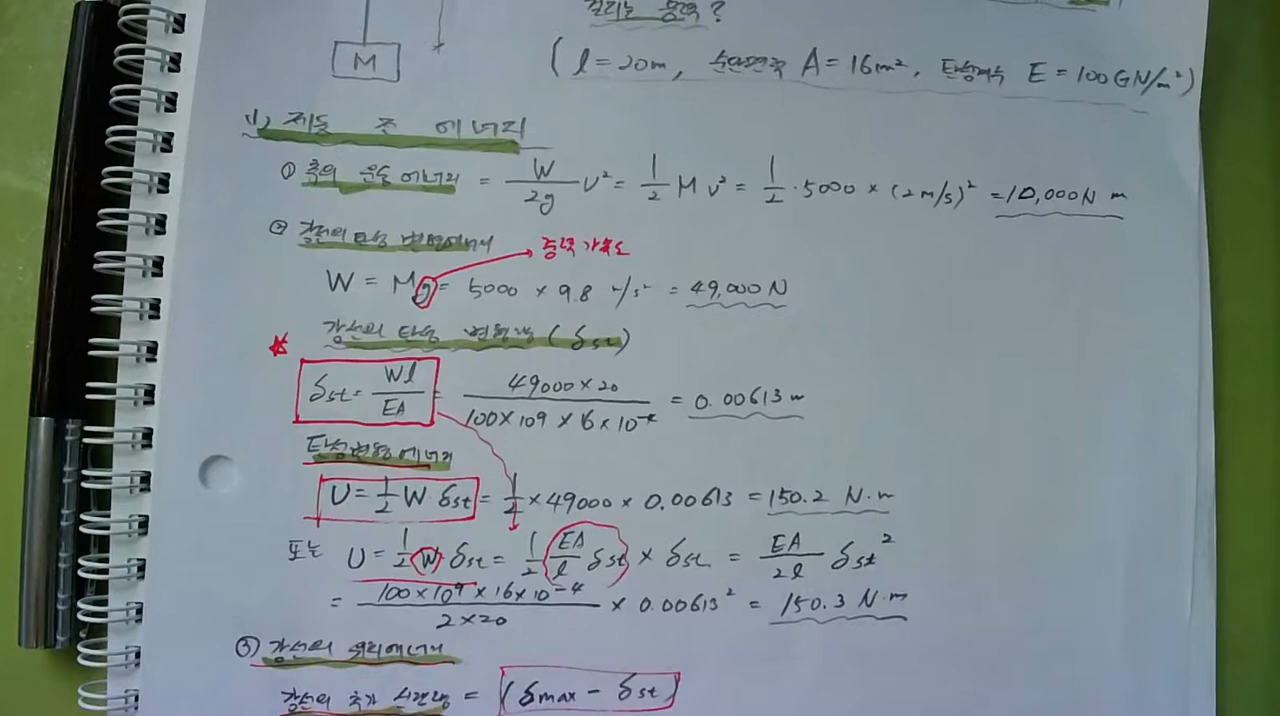 걸리는 응력?
M
( l = 20m, 순단면적 A = 16m², 탄성계수 E = 100GN/m² )
1) 제동 전 에너지
① 추의 운동에너지 = W/2g v² = 1/2 M v² = 1/2 · 5000 × (2m/s)² = 10,000N m
② 강선의 탄성 변형에너지
중력 가속도
W = Mg = 5000 × 9.8 m/s² = 49,000 N
강선의 탄성 변형량 (δst)
δst = Wl/EA = 49000×20 / 100×109×16×10⁻⁴ = 0.00613 m
탄성변형에너지
U = 1/2 W δst = 1/2 × 49000 × 0.00613 = 150.2 N·m
또는 U = 1/2 W δst = 1/2 EA/l δst × δst = EA/2l δst²
= 100×10⁹×16×10⁻⁴ / 2×20 × 0.00613² = 150.3 N·m
③ 강선의 위치에너지
강선의 추가 신장량 = (δmax - δst)